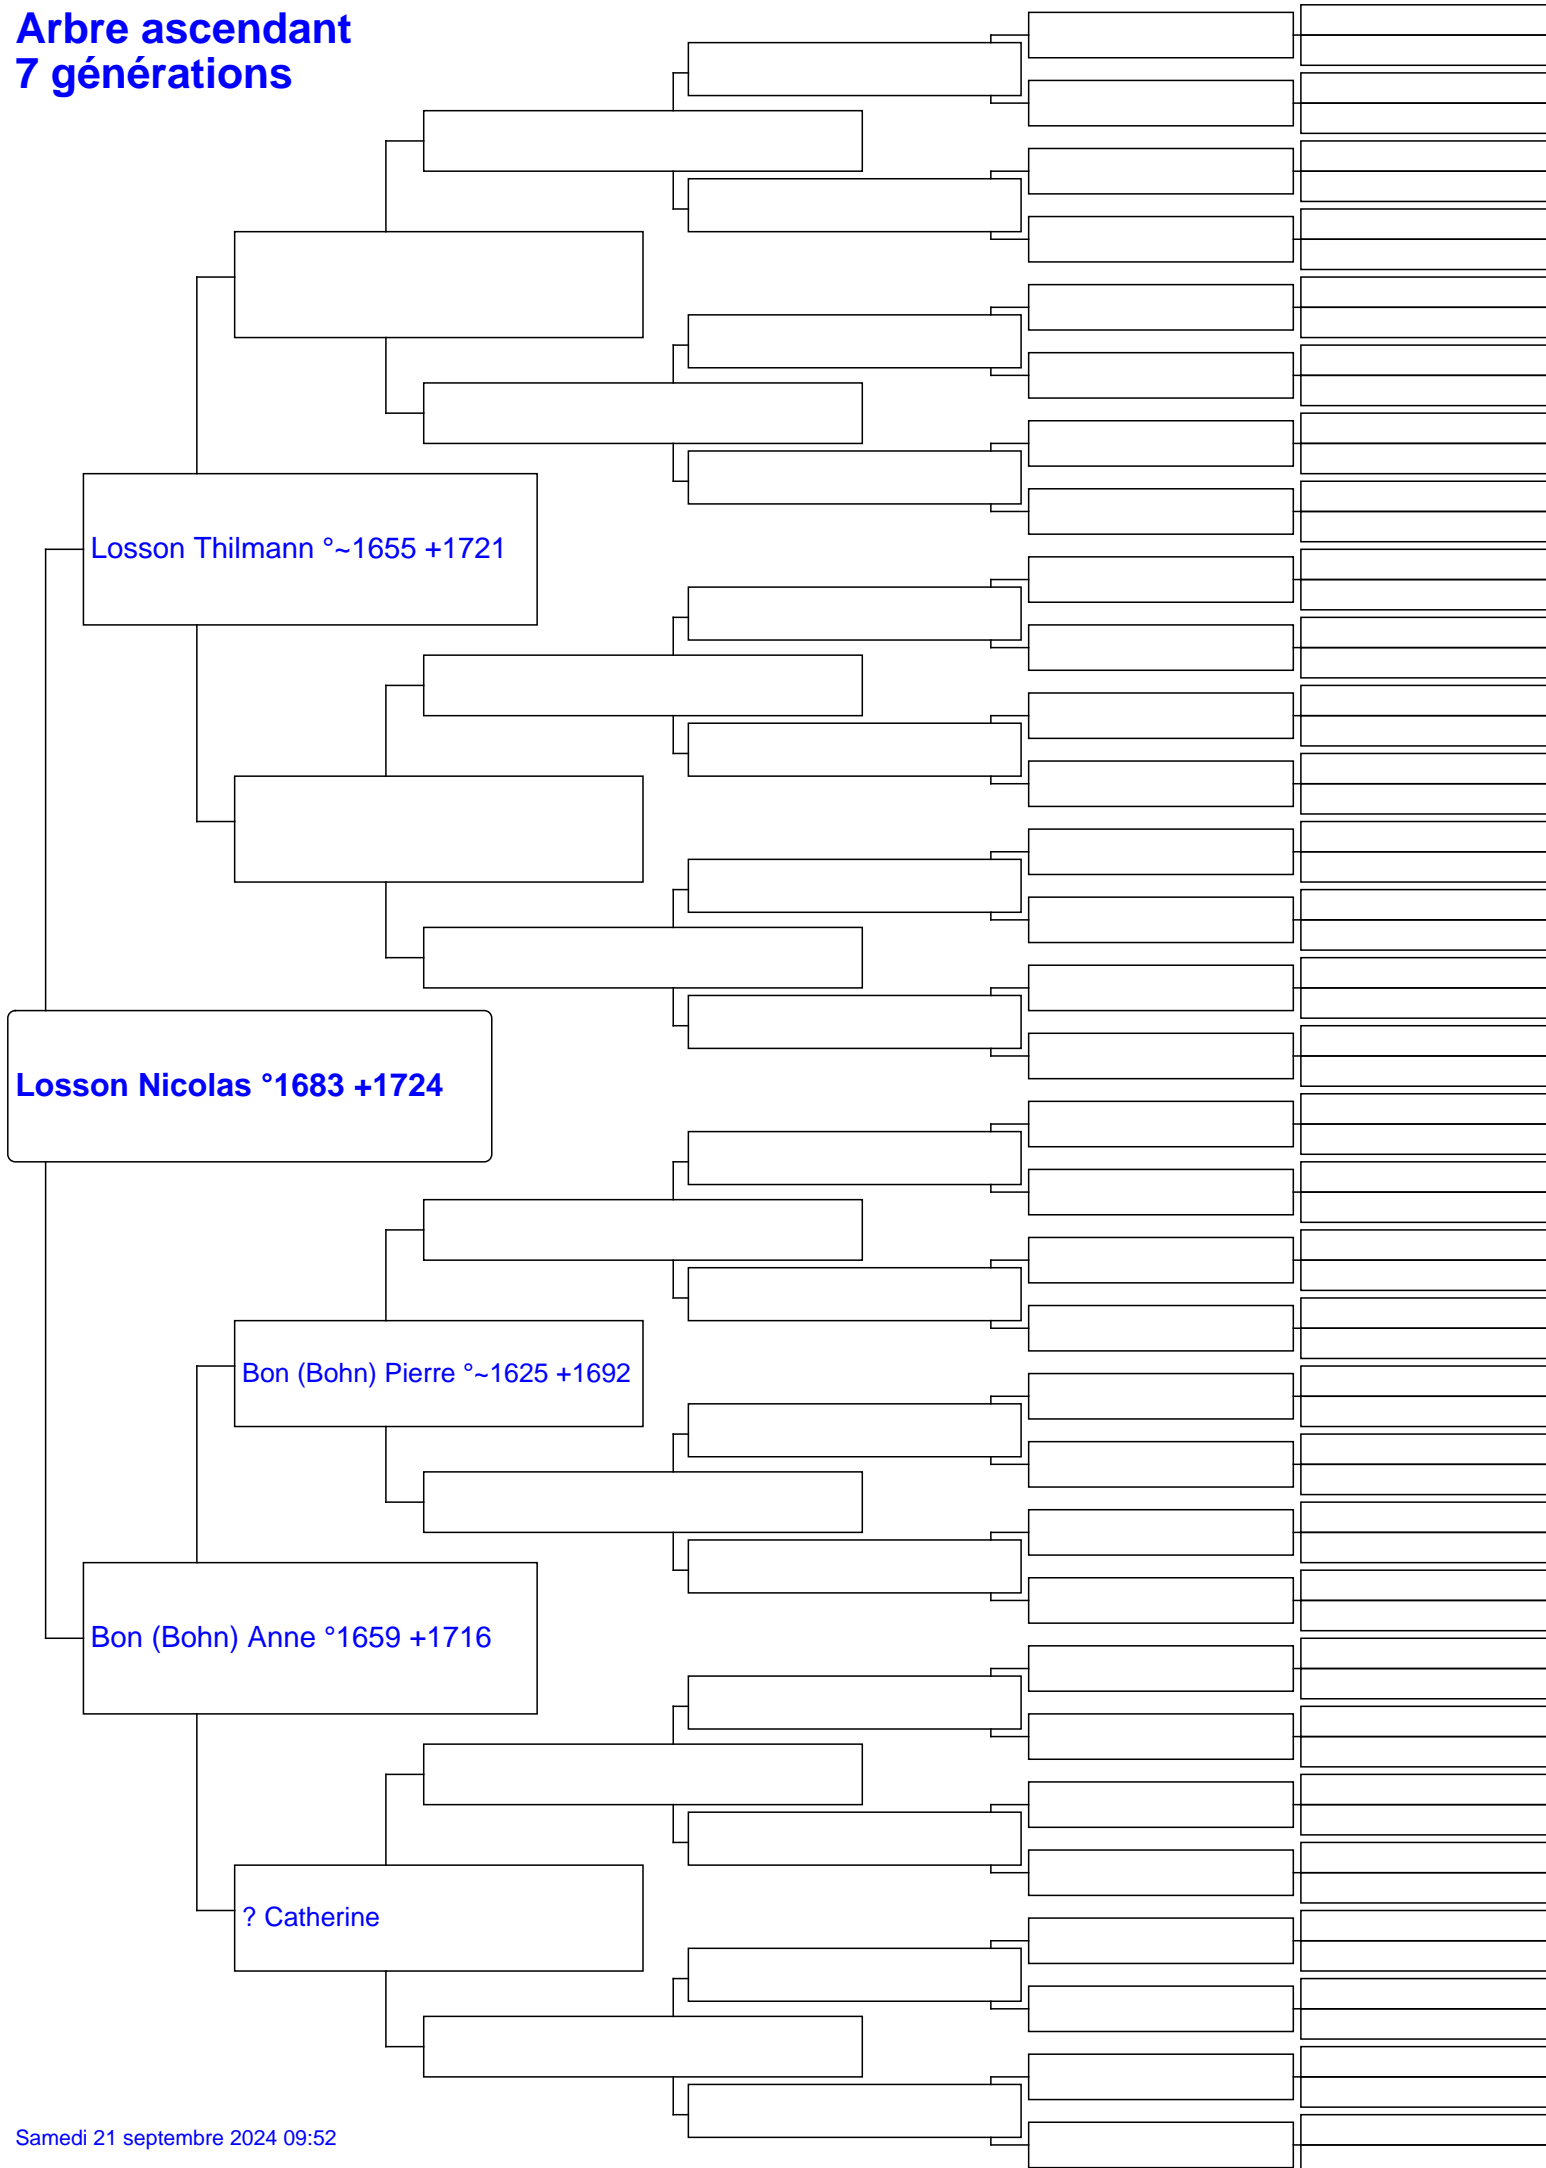 Arbre ascendant
7 générations
Losson Thilmann °~1655 +1721
Losson Nicolas °1683 +1724
Bon (Bohn) Pierre °~1625 +1692
Bon (Bohn) Anne °1659 +1716
? Catherine
Samedi 21 septembre 2024 09:52